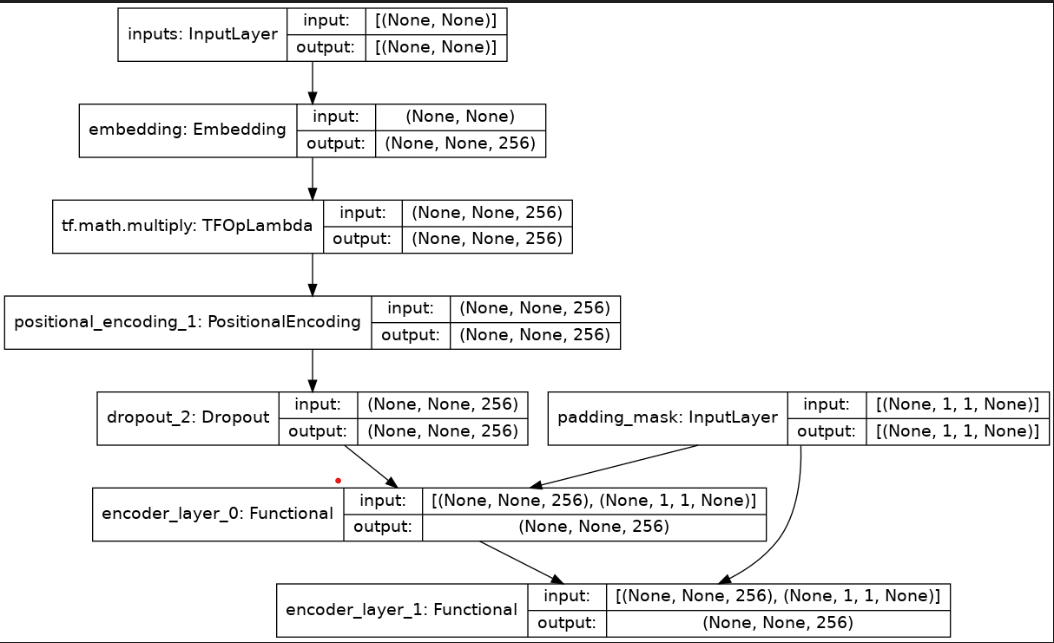 inputs: InputLayer
input: [(None, None)]
output: [(None, None)]
embedding: Embedding
input: (None, None)
output: (None, None, 256)
tf.math.multiply: TFOpLambda
input: (None, None, 256)
output: (None, None, 256)
positional_encoding_1: PositionalEncoding
input: (None, None, 256)
output: (None, None, 256)
dropout_2: Dropout
input: (None, None, 256)
output: (None, None, 256)
padding_mask: InputLayer
input: [(None, 1, 1, None)]
output: [(None, 1, 1, None)]
encoder_layer_0: Functional
input: [(None, None, 256), (None, 1, 1, None)]
output: (None, None, 256)
encoder_layer_1: Functional
input: [(None, None, 256), (None, 1, 1, None)]
output: (None, None, 256)